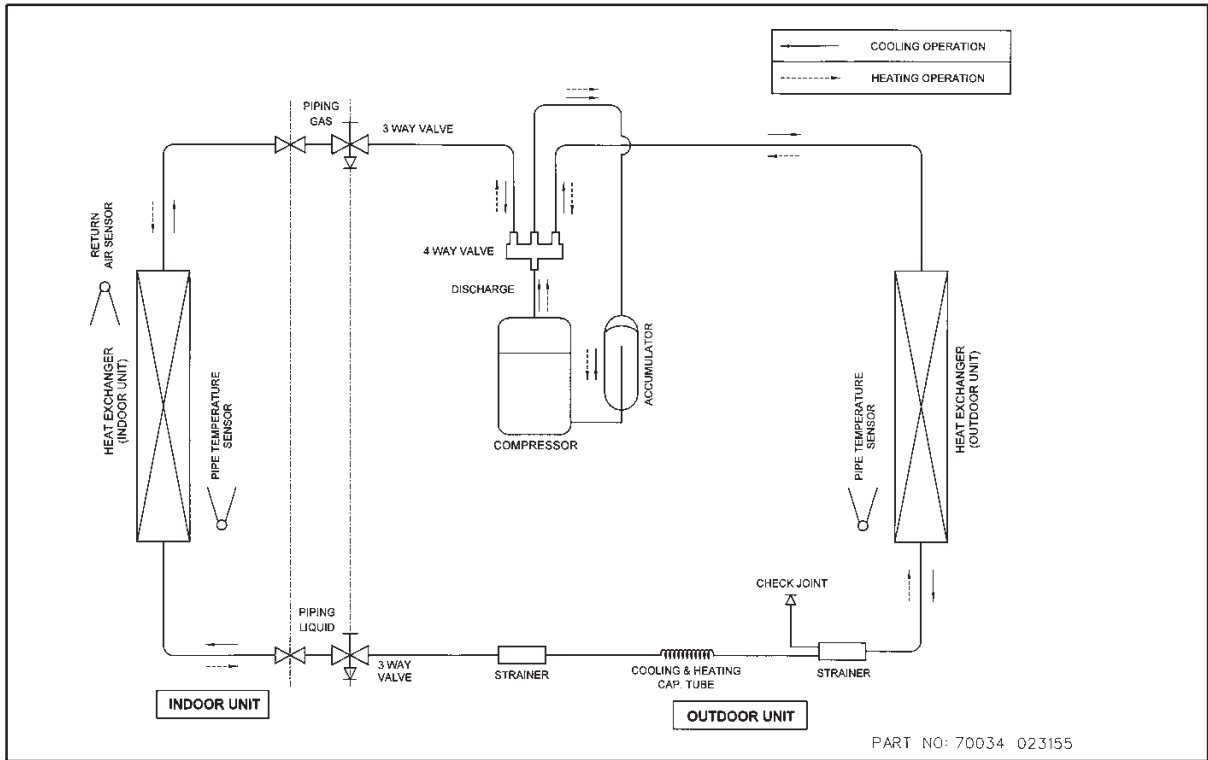 COOLING OPERATION
HEATING OPERATION
PIPING
GAS
3 WAY VALVE
RETURN
AIR SENSOR
4 WAY VALVE
DISCHARGE
HEAT EXCHANGER
(INDOOR UNIT)
PIPE TEMPERATURE
SENSOR
COMPRESSOR
ACCUMULATOR
PIPE TEMPERATURE
SENSOR
HEAT EXCHANGER
(OUTDOOR UNIT)
CHECK JOINT
PIPING
LIQUID
3 WAY
VALVE
STRAINER
COOLING & HEATING
CAP. TUBE
STRAINER
INDOOR UNIT
OUTDOOR UNIT
PART NO: 70034 023155